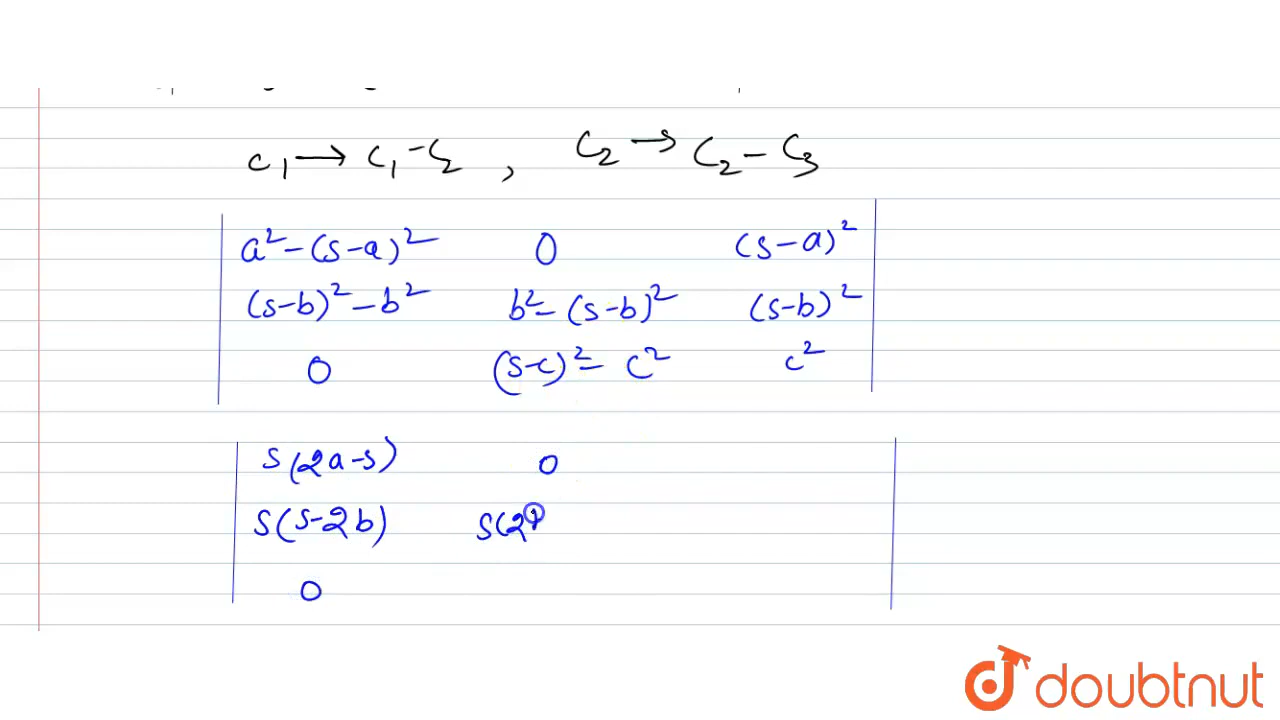 C₁ → C₁ - C₂ , C₂ → C₂ - C₃
a² - (s-a)² 0 (s-a)²
(s-b)² - b² b² - (s-b)² (s-b)²
0 (s-c)² - c² c²
s(2a-s) 0
s(s-2b) s(2
0
doubtnut